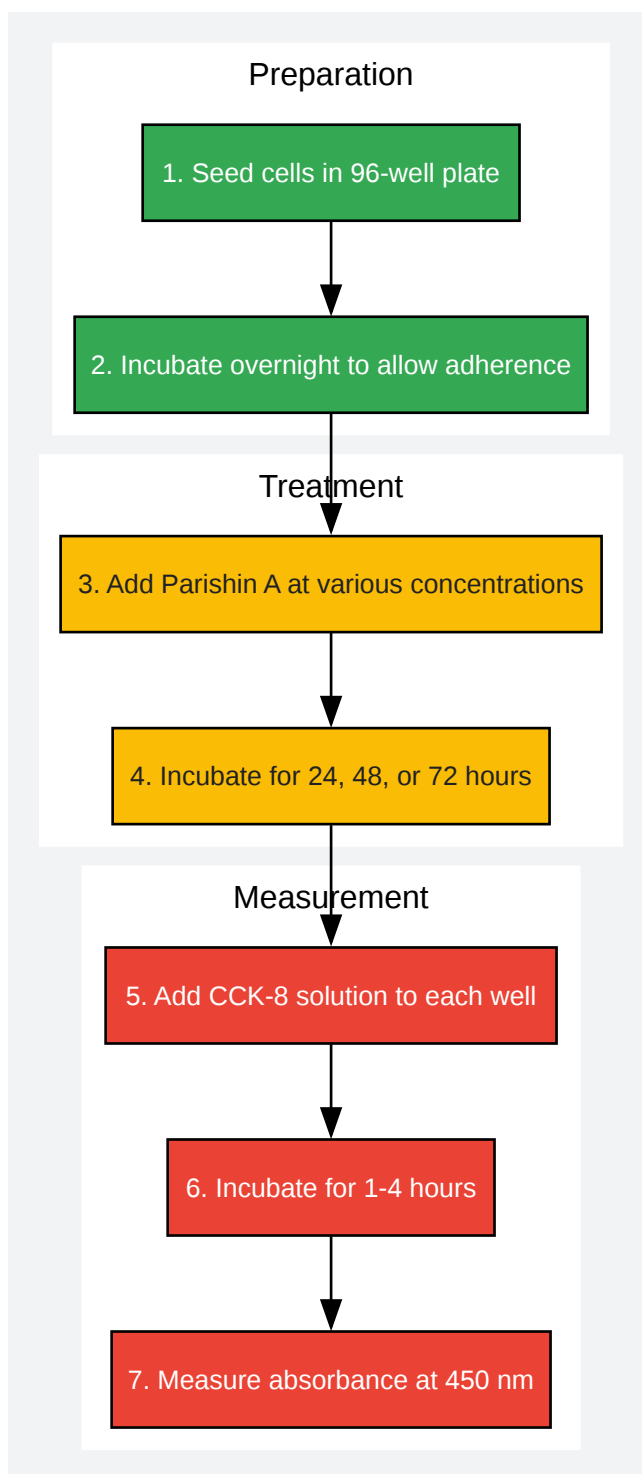 Preparation
1. Seed cells in 96-well plate
2. Incubate overnight to allow adherence
Treatment
3. Add Parishin A at various concentrations
4. Incubate for 24, 48, or 72 hours
Measurement
5. Add CCK-8 solution to each well
6. Incubate for 1-4 hours
7. Measure absorbance at 450 nm